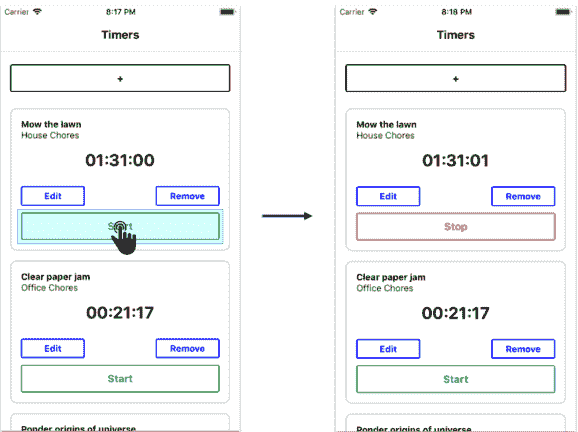 Carrier 8:17 PM
Timers
+
Mow the lawn
House Chores
01:31:00
Edit Remove
Start
Clear paper jam
Office Chores
00:21:17
Edit Remove
Start
Ponder origins of universe
Carrier 8:18 PM
Timers
+
Mow the lawn
House Chores
01:31:01
Edit Remove
Stop
Clear paper jam
Office Chores
00:21:17
Edit Remove
Start
Ponder origins of universe